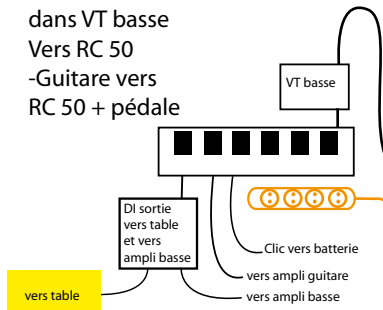 dans VT basse
Vers RC 50
-Guitare vers
RC 50 + pédale
VT basse
DI sortie
vers table
et vers
ampli basse
Clic vers batterie
vers ampli guitare
vers ampli basse
vers table